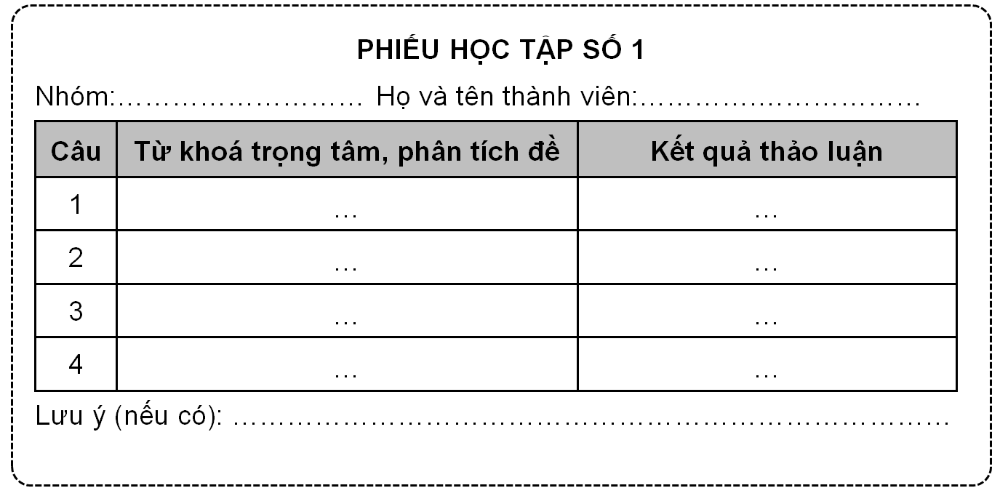 PHIẾU HỌC TẬP SỐ 1
Nhóm:……………………… Họ và tên thành viên:…………………………
Câu Từ khoá trọng tâm, phân tích đề Kết quả thảo luận
1 … …
2 … …
3 … …
4 … …
Lưu ý (nếu có): ……………………………………………………………………